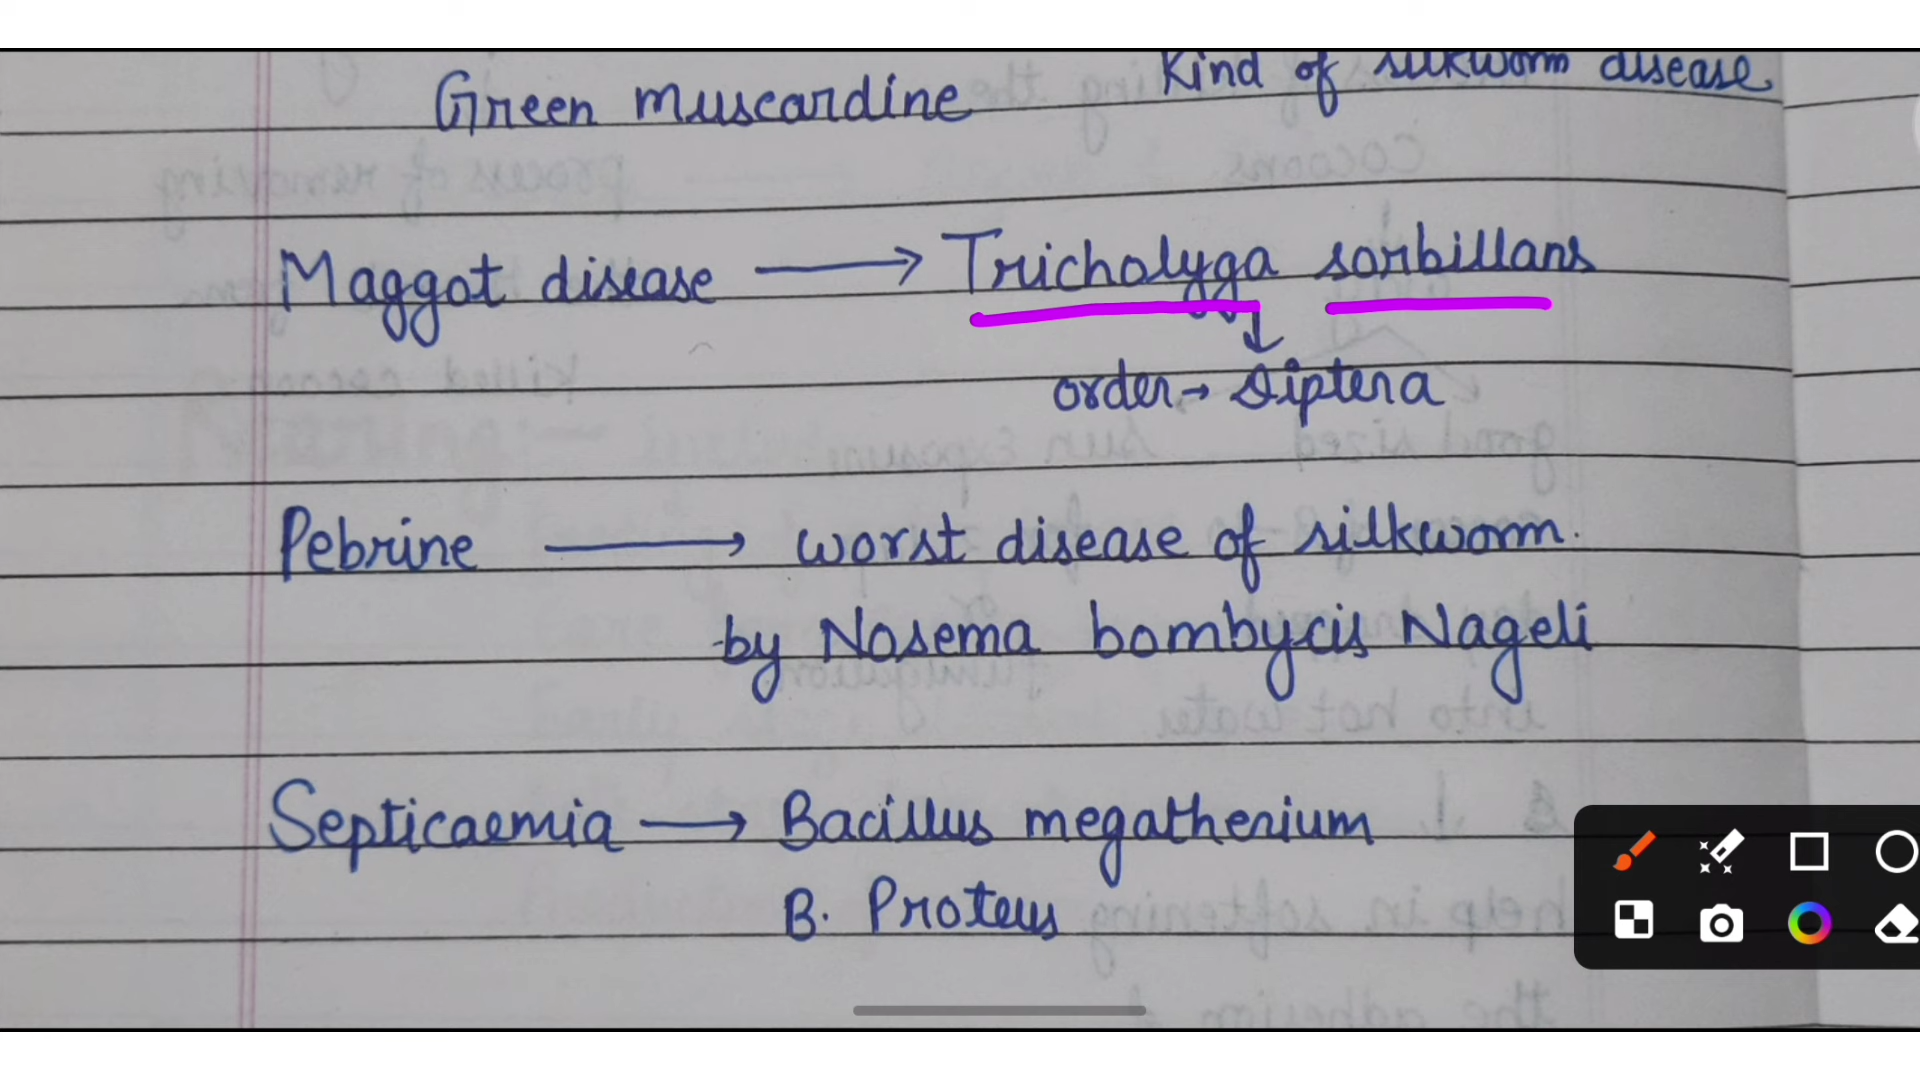 Kind of silkworm disease
Green muscardine
Maggot disease → Tricholyga sorbillans
↓
order → Diptera
Pebrine → worst disease of silkworm.
by Nosema bombycis Nageli
Septicaemia → Bacillus megatherium
B. Proteus